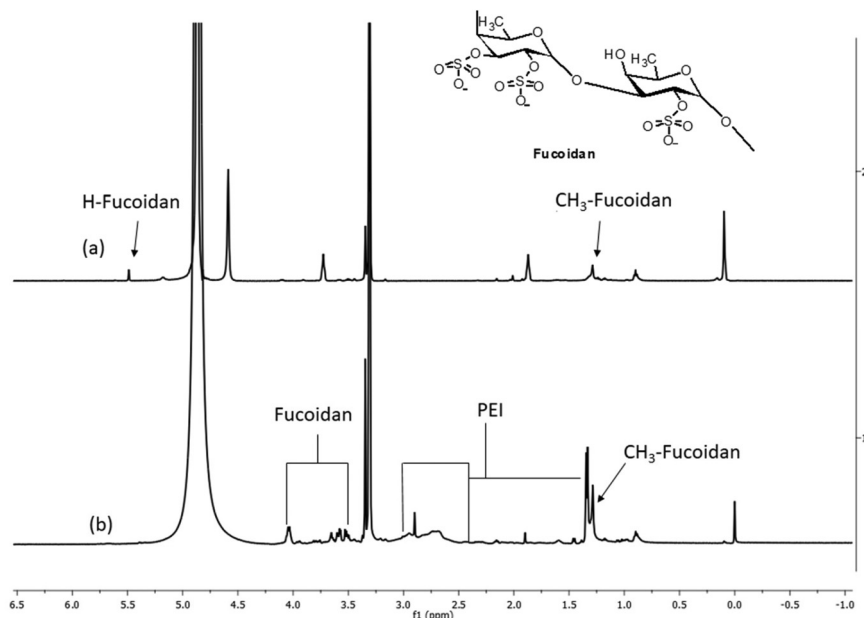 H₃C
O
O
O
O
S
O
O⁻
O
S
O
O⁻
O
HO
H₃C
O
O
O
S
O
O⁻
O
Fucoidan
2
H-Fucoidan
CH₃-Fucoidan
(a)
Fucoidan
PEI
CH₃-Fucoidan
1
(b)
6.5 6.0 5.5 5.0 4.5 4.0 3.5 3.0 2.5 2.0 1.5 1.0 0.5 0.0 -0.5 -1.0
f1 (ppm)